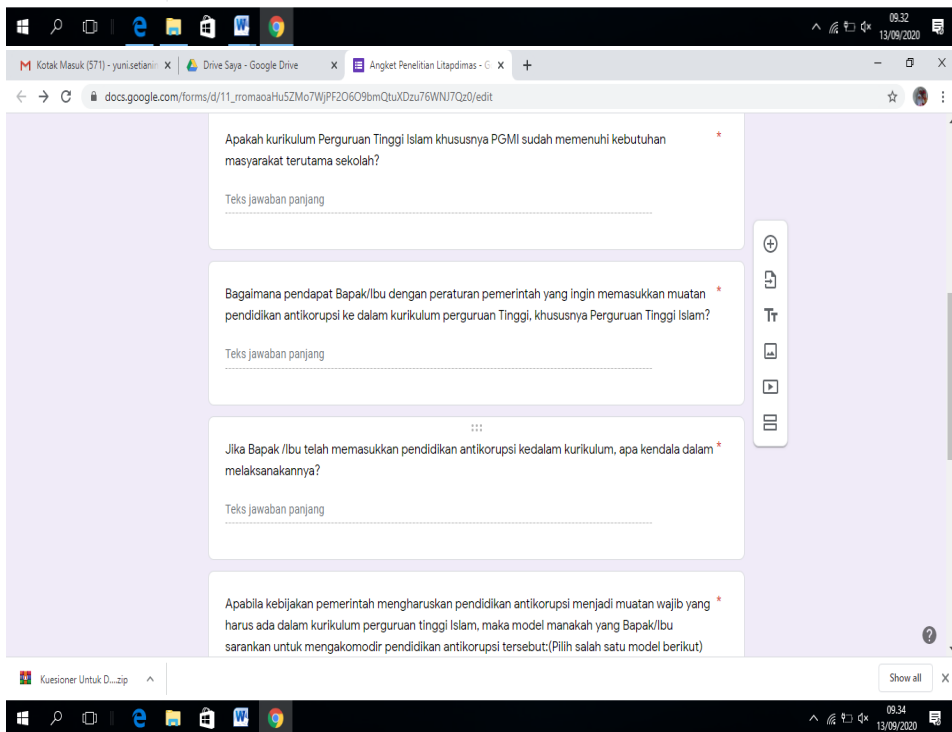 09.32
13/09/2020
Kotak Masuk (571) - yuni.setianin
Drive Saya - Google Drive
Angket Penelitian Litapdimas - G
docs.google.com/forms/d/11_rromaoaHu5ZMo7WjPF2O6O9bmQtuXDzu76WNJ7Qz0/edit
Apakah kurikulum Perguruan Tinggi Islam khususnya PGMI sudah memenuhi kebutuhan *
masyarakat terutama sekolah?
Teks jawaban panjang
Bagaimana pendapat Bapak/Ibu dengan peraturan pemerintah yang ingin memasukkan muatan *
pendidikan antikorupsi ke dalam kurikulum perguruan Tinggi, khususnya Perguruan Tinggi Islam?
Teks jawaban panjang
Jika Bapak /Ibu telah memasukkan pendidikan antikorupsi kedalam kurikulum, apa kendala dalam *
melaksanakannya?
Teks jawaban panjang
Apabila kebijakan pemerintah mengharuskan pendidikan antikorupsi menjadi muatan wajib yang *
harus ada dalam kurikulum perguruan tinggi Islam, maka model manakah yang Bapak/Ibu
sarankan untuk mengakomodir pendidikan antikorupsi tersebut:(Pilih salah satu model berikut)
Kuesioner Untuk D....zip
Show all
09.34
13/09/2020